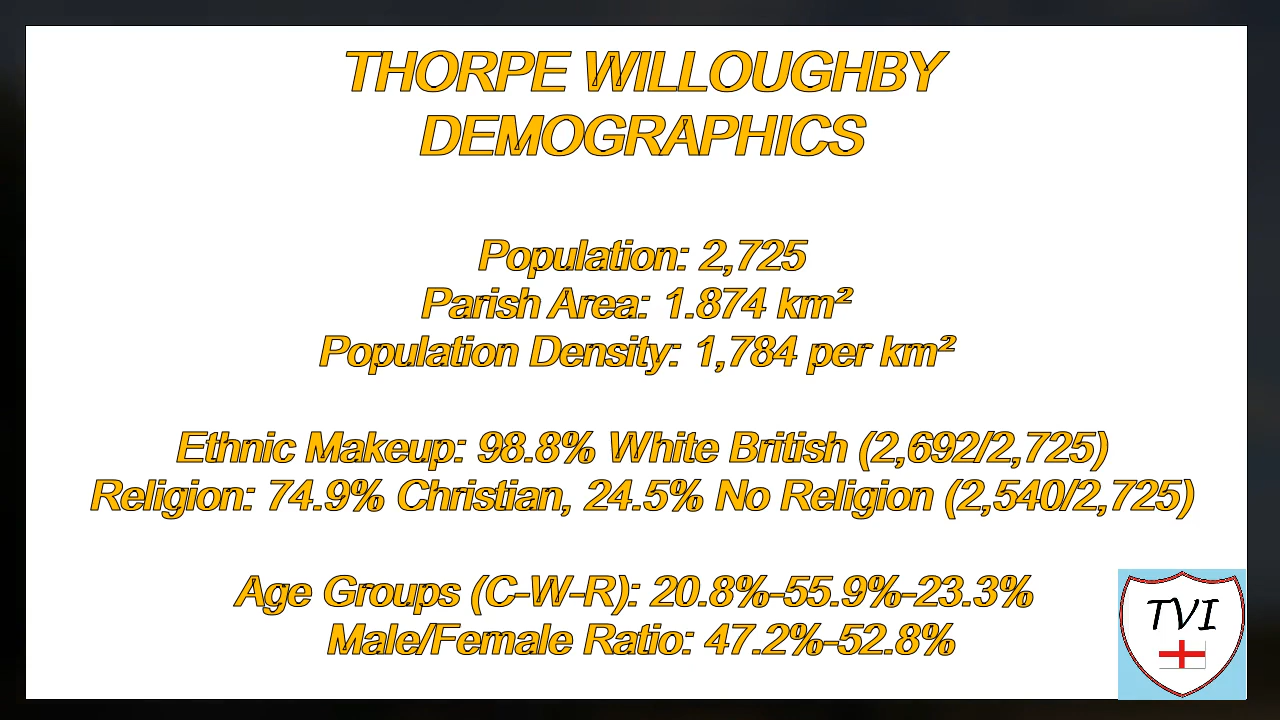 THORPE WILLOUGHBY
DEMOGRAPHICS
Population: 2,725
Parish Area: 1.874 km²
Population Density: 1,784 per km²
Ethnic Makeup: 98.8% White British (2,692/2,725)
Religion: 74.9% Christian, 24.5% No Religion (2,540/2,725)
Age Groups (C-W-R): 20.8%-55.9%-23.3%
Male/Female Ratio: 47.2%-52.8%
TVI